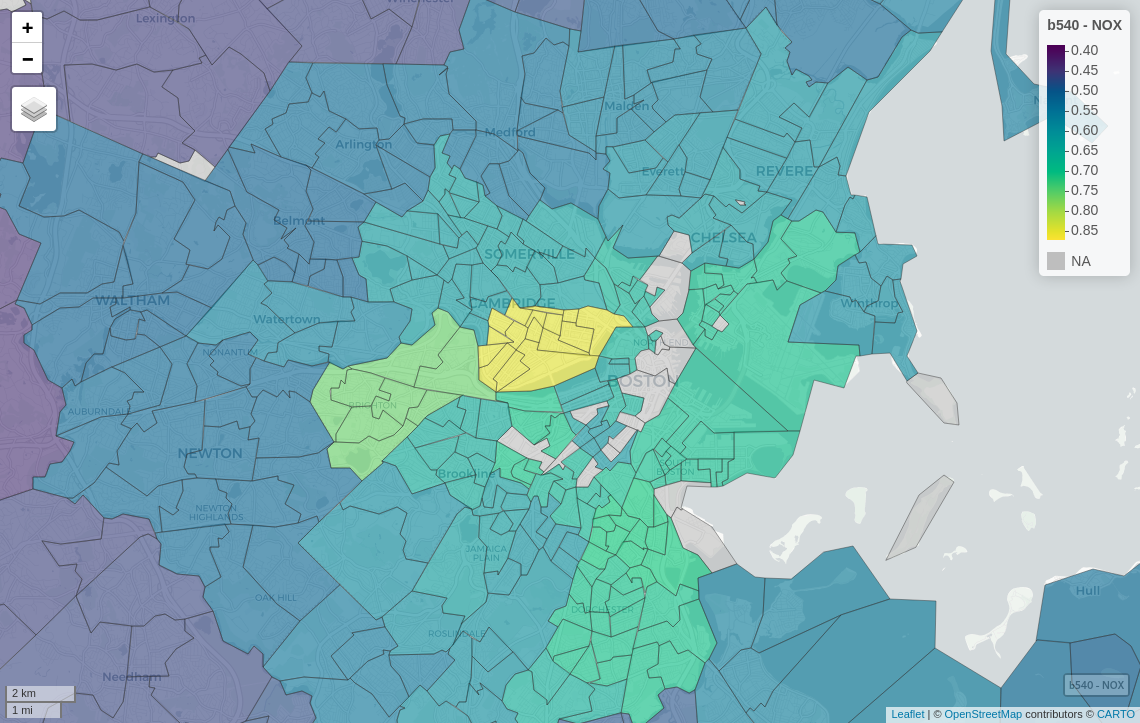 +
−
Lexington
Winchester
b540 - NOX
0.40
0.45
0.50
0.55
0.60
0.65
0.70
0.75
0.80
0.85
NA
Malden
Medford
Arlington
Everett
REVERE
Belmont
CHELSEA
SOMERVILLE
WALTHAM
CAMBRIDGE
Winthrop
Watertown
NORTH END
NONANTUM
BOSTON
BRIGHTON
AUBURNDALE
NEWTON
SOUTH
BOSTON
Brookline
NEWTON
HIGHLANDS
JAMAICA
PLAIN
Hull
OAK HILL
DORCHESTER
ROSLINDALE
Needham
b540 - NOX
2 km
1 mi
Leaflet | © OpenStreetMap contributors © CARTO